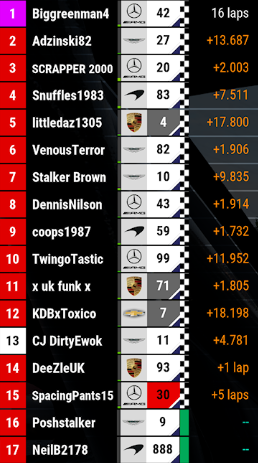 1 Biggreenman4 42 16 laps
2 Adzinski82 27 +13.687
3 SCRAPPER 2000 20 +2.003
4 Snuffles1983 83 +7.511
5 littledaz1305 4 +17.800
6 VenousTerror 82 +1.906
7 Stalker Brown 10 +9.835
8 DennisNilson 43 +1.914
9 coops1987 59 +1.732
10 TwingoTastic 99 +11.952
11 x uk funk x 71 +1.805
12 KDBxToxico 7 +18.198
13 CJ DirtyEwok 11 +4.781
14 DeeZleUK 93 +1 lap
15 SpacingPants15 30 +5 laps
16 Poshstalker 9 --
17 NeilB2178 888 --